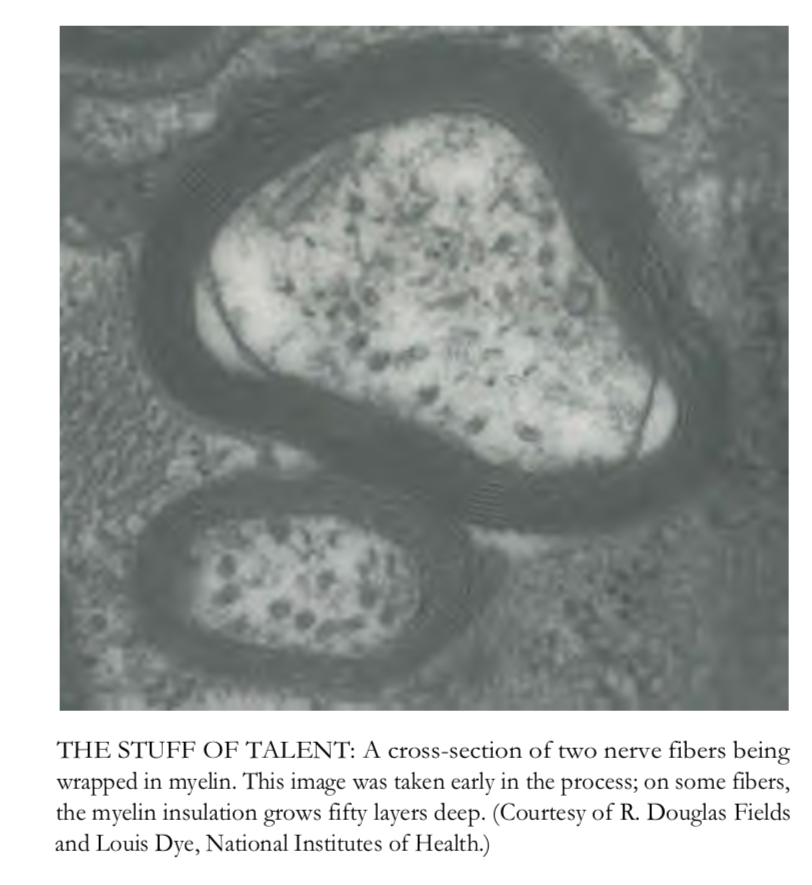 THE STUFF OF TALENT: A cross-section of two nerve fibers being
wrapped in myelin. This image was taken early in the process; on some fibers,
the myelin insulation grows fifty layers deep. (Courtesy of R. Douglas Fields
and Louis Dye, National Institutes of Health.)